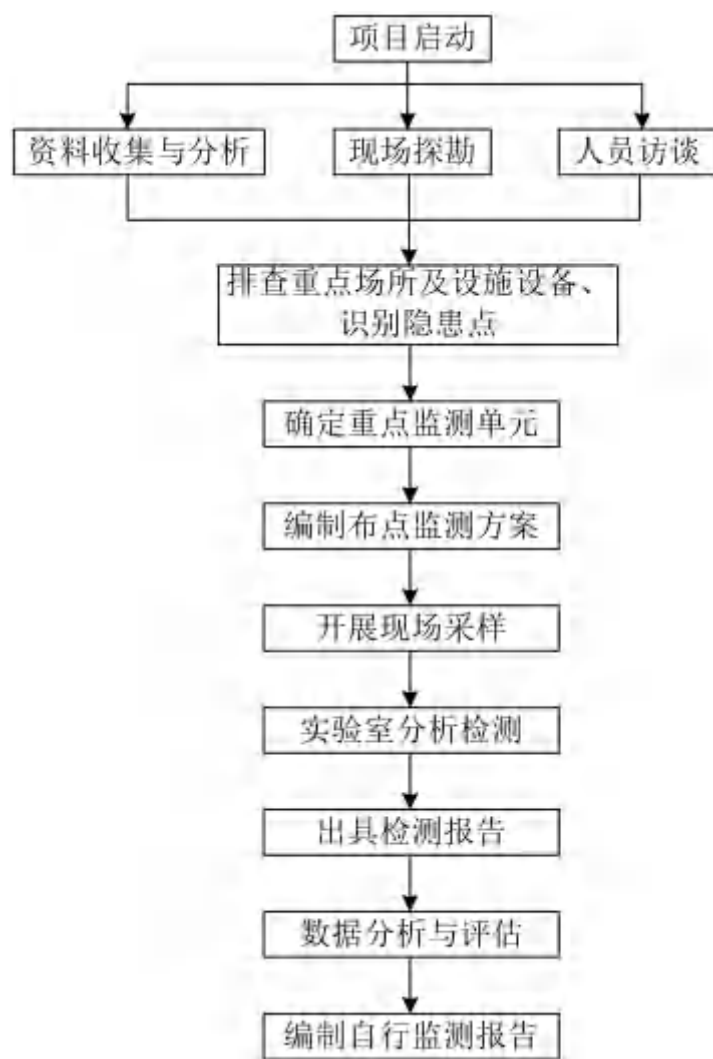 项目启动
资料收集与分析
现场探勘
人员访谈
排查重点场所及设施设备、
识别隐患点
确定重点监测单元
编制布点监测方案
开展现场采样
实验室分析检测
出具检测报告
数据分析与评估
编制自行监测报告